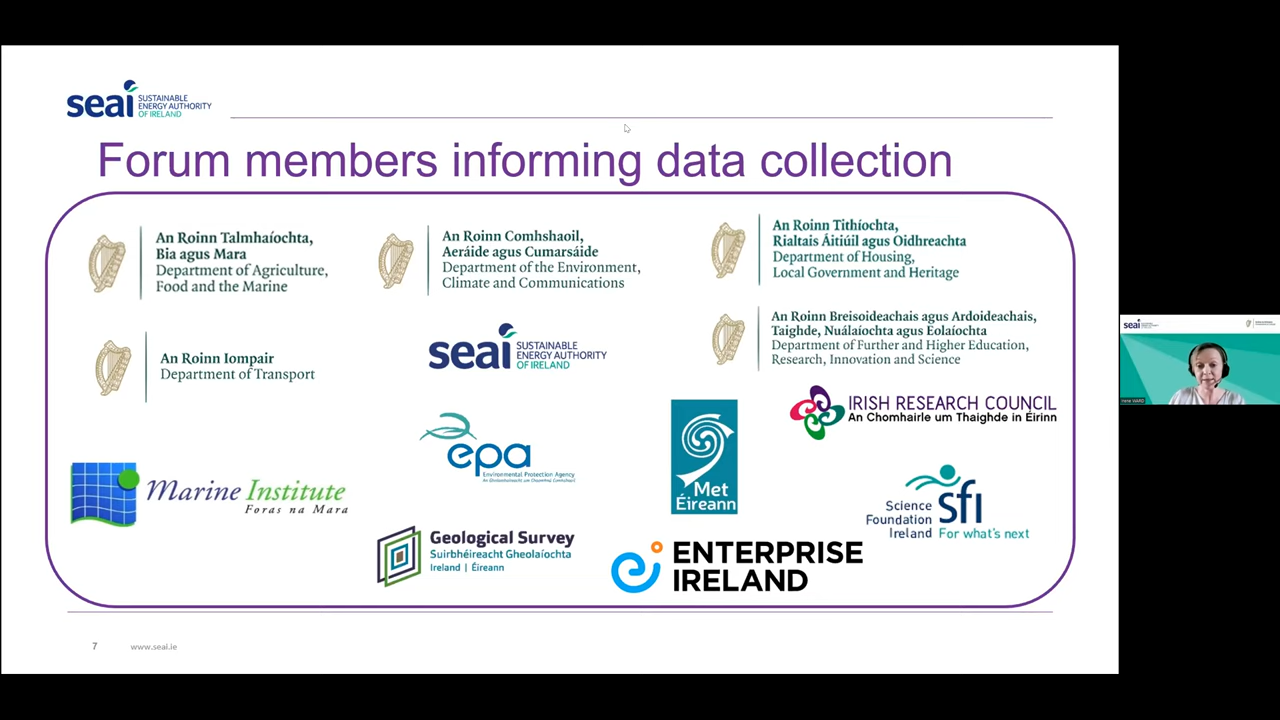 seai SUSTAINABLE
ENERGY AUTHORITY
OF IRELAND
Forum members informing data collection
An Roinn Talmhaíochta,
Bia agus Mara
Department of Agriculture,
Food and the Marine
An Roinn Comhshaoil,
Aeráide agus Cumarsáide
Department of the Environment,
Climate and Communications
An Roinn Tithíochta,
Rialtais Áitiúil agus Oidhreachta
Department of Housing,
Local Government and Heritage
An Roinn Iompair
Department of Transport
seai SUSTAINABLE
ENERGY AUTHORITY
OF IRELAND
An Roinn Breisoideachais agus Ardoideachais,
Taighde, Nuálaíochta agus Eolaíochta
Department of Further and Higher Education,
Research, Innovation and Science
IRISH RESEARCH COUNCIL
An Chomhairle um Thaighde in Éirinn
epa
Environmental Protection Agency
Met
Éireann
Marine Institute
Foras na Mara
Science
Foundation
Ireland
sfi
For what's next
Geological Survey
Suirbhéireacht Gheolaíochta
Ireland | Éireann
ENTERPRISE
IRELAND
7 www.seai.ie
seai